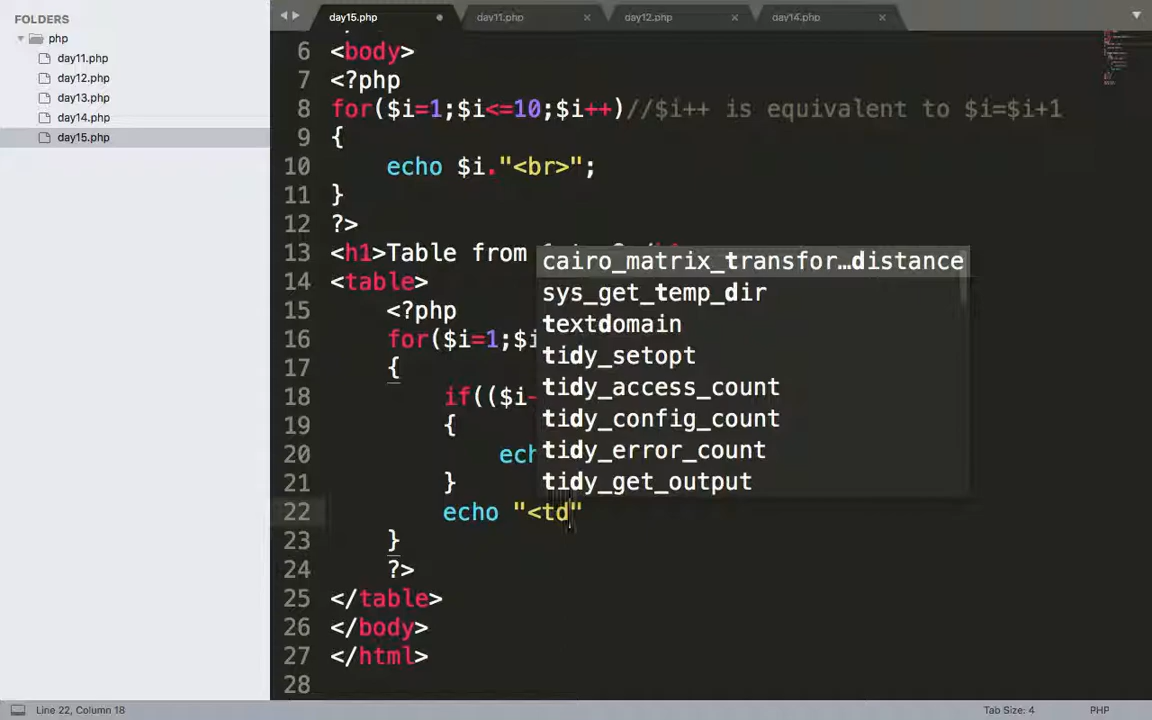 FOLDERS
php
day11.php
day12.php
day13.php
day14.php
day15.php
day15.php
day11.php
day12.php
day14.php
6 <body>
7 <?php
8 for($i=1;$i<=10;$i++)//$i++ is equivalent to $i=$i+1
9 {
10 echo $i."<br>";
11 }
12 ?>
13 <h1>Table from
14 <table>
15 <?php
16 for($i=1;$i
17 {
18 if(($i-
19 {
20 ech
21 }
22 echo "<td"
23 }
24 ?>
25 </table>
26 </body>
27 </html>
28
cairo_matrix_transfor…distance
sys_get_temp_dir
textdomain
tidy_setopt
tidy_access_count
tidy_config_count
tidy_error_count
tidy_get_output
Line 22, Column 18
Tab Size: 4
PHP